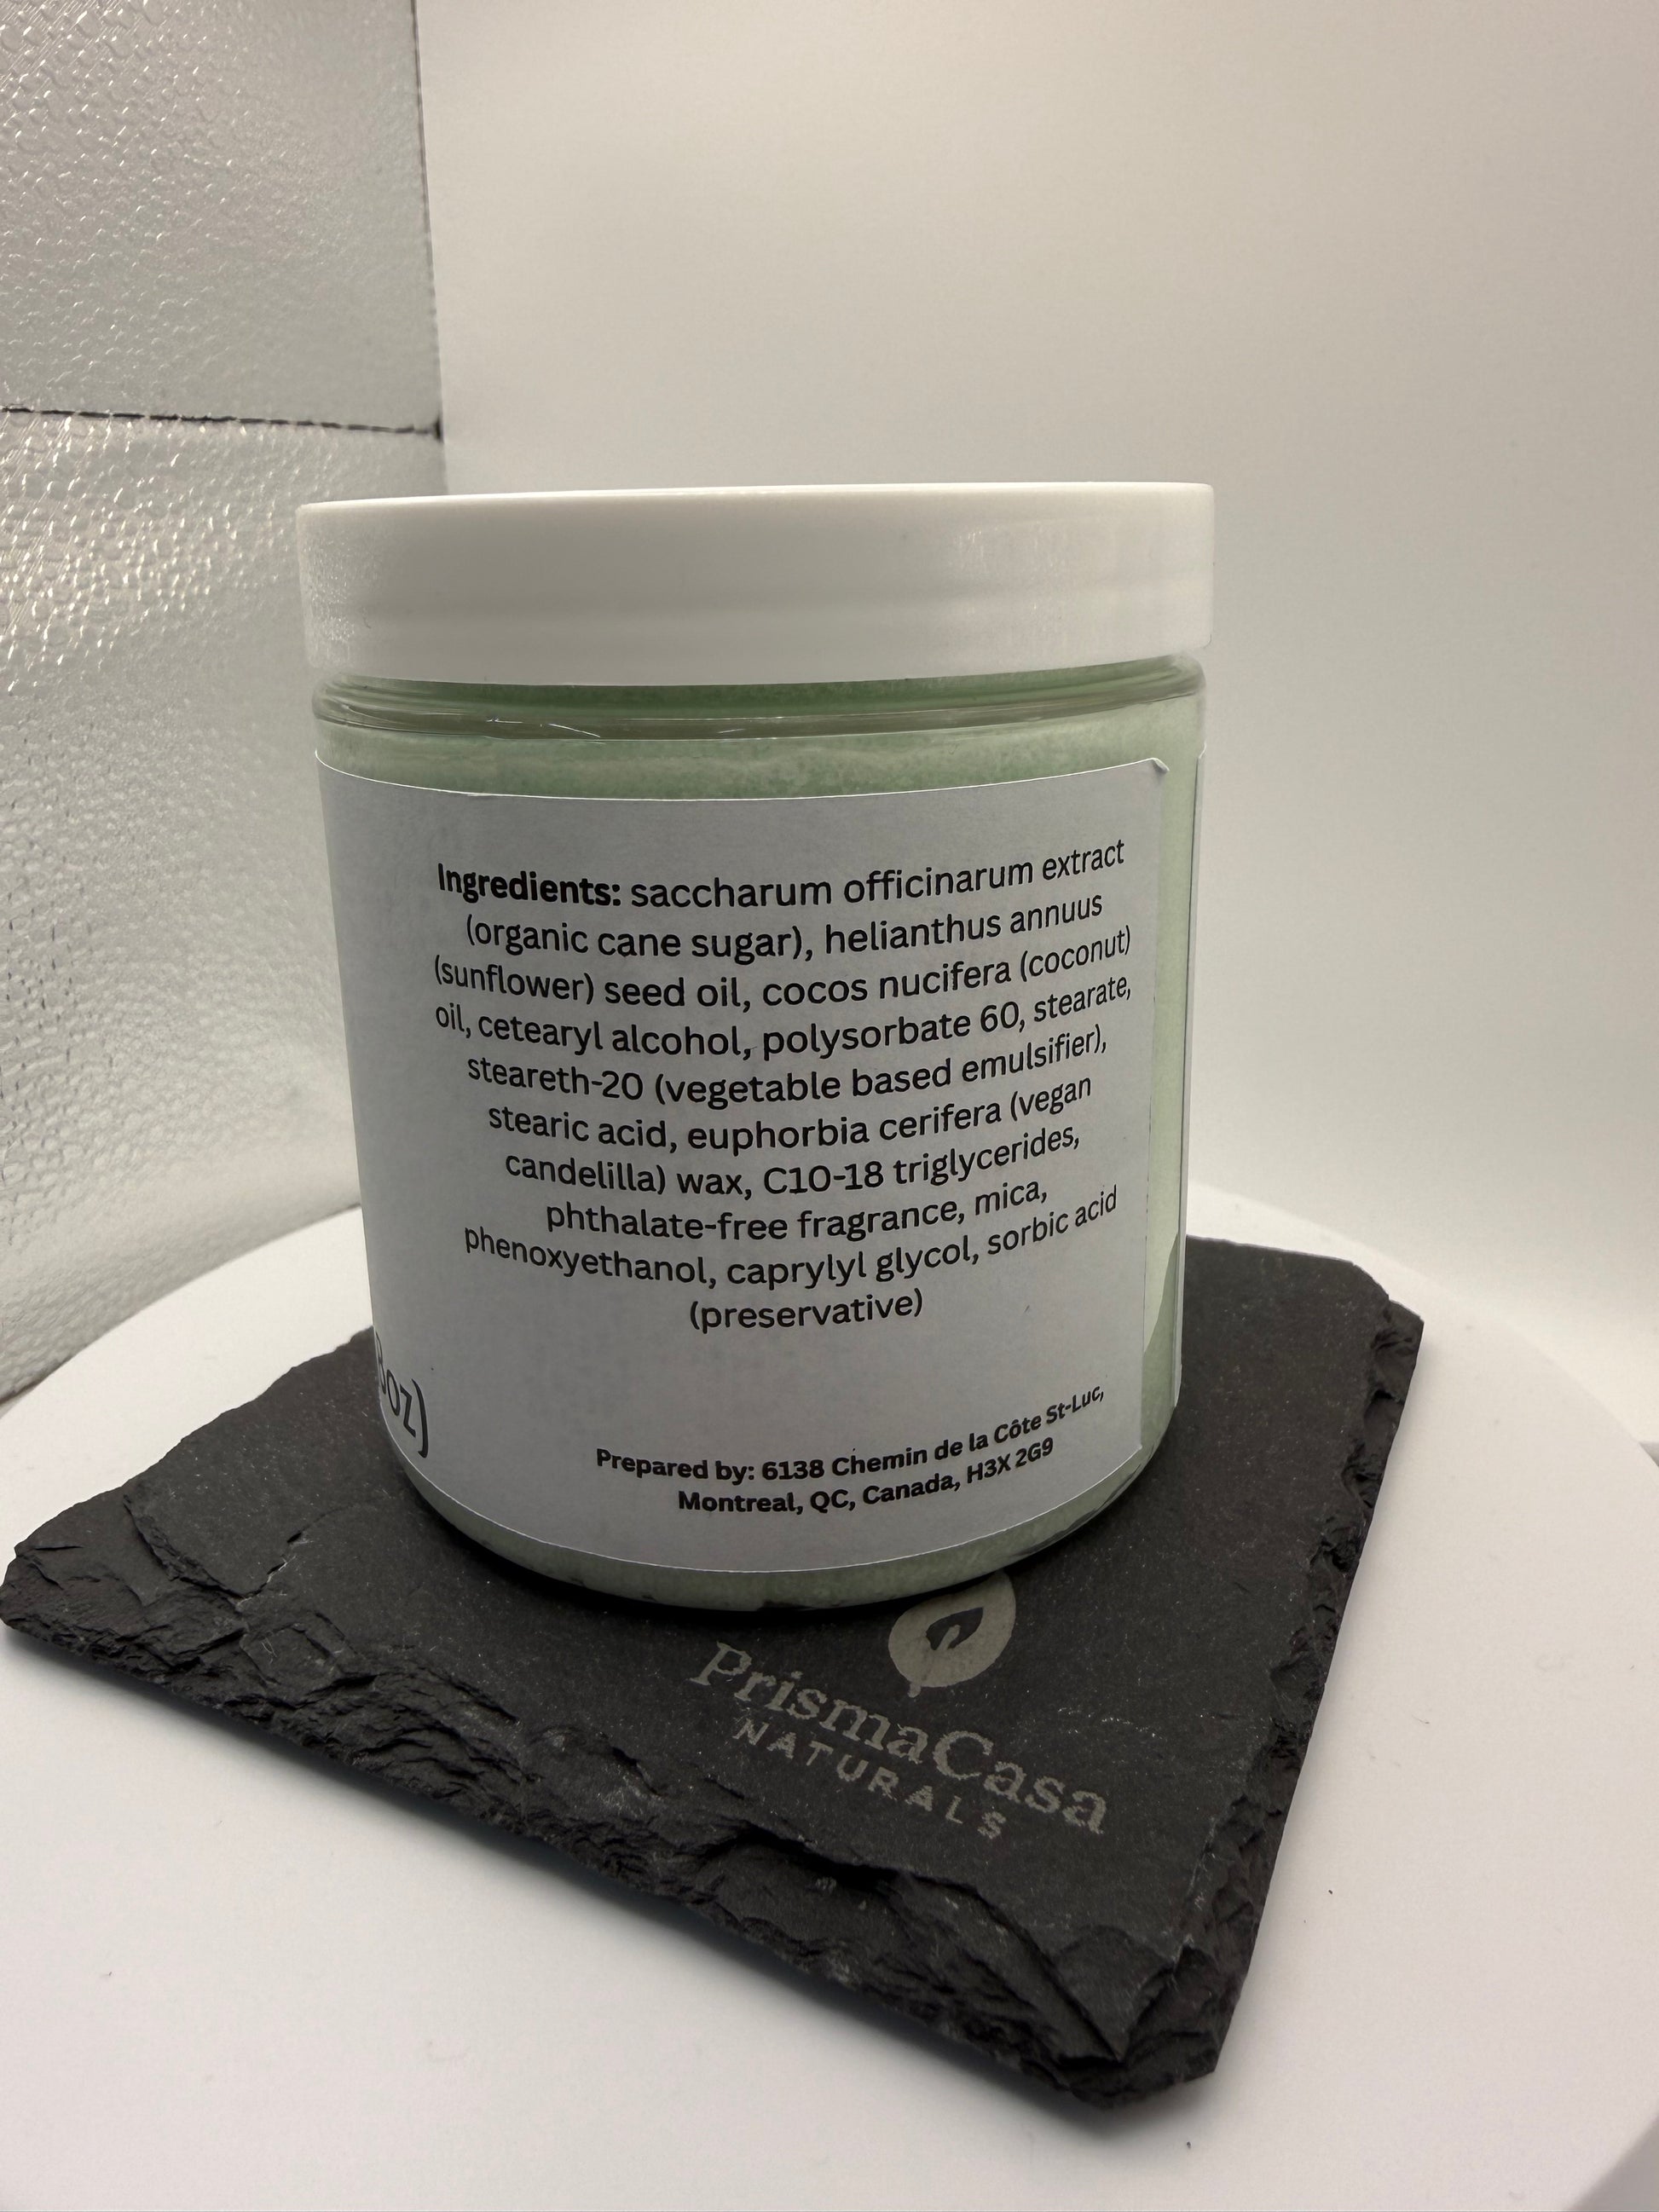 Ingredients: saccharum officinarum extract
(organic cane sugar), helianthus annuus
(sunflower) seed oil, cocos nucifera (coconut)
oil, cetearyl alcohol, polysorbate 60, stearate,
steareth-20 (vegetable based emulsifier),
stearic acid, euphorbia cerifera (vegan
candelilla) wax, C10-18 triglycerides,
phthalate-free fragrance, mica,
phenoxyethanol, caprylyl glycol, sorbic acid
(preservative)
oz)
Prepared by: 6138 Chemin de la Côte St-Luc,
Montreal, QC, Canada, H3X 2G9
PrismaCasa
NATURALS